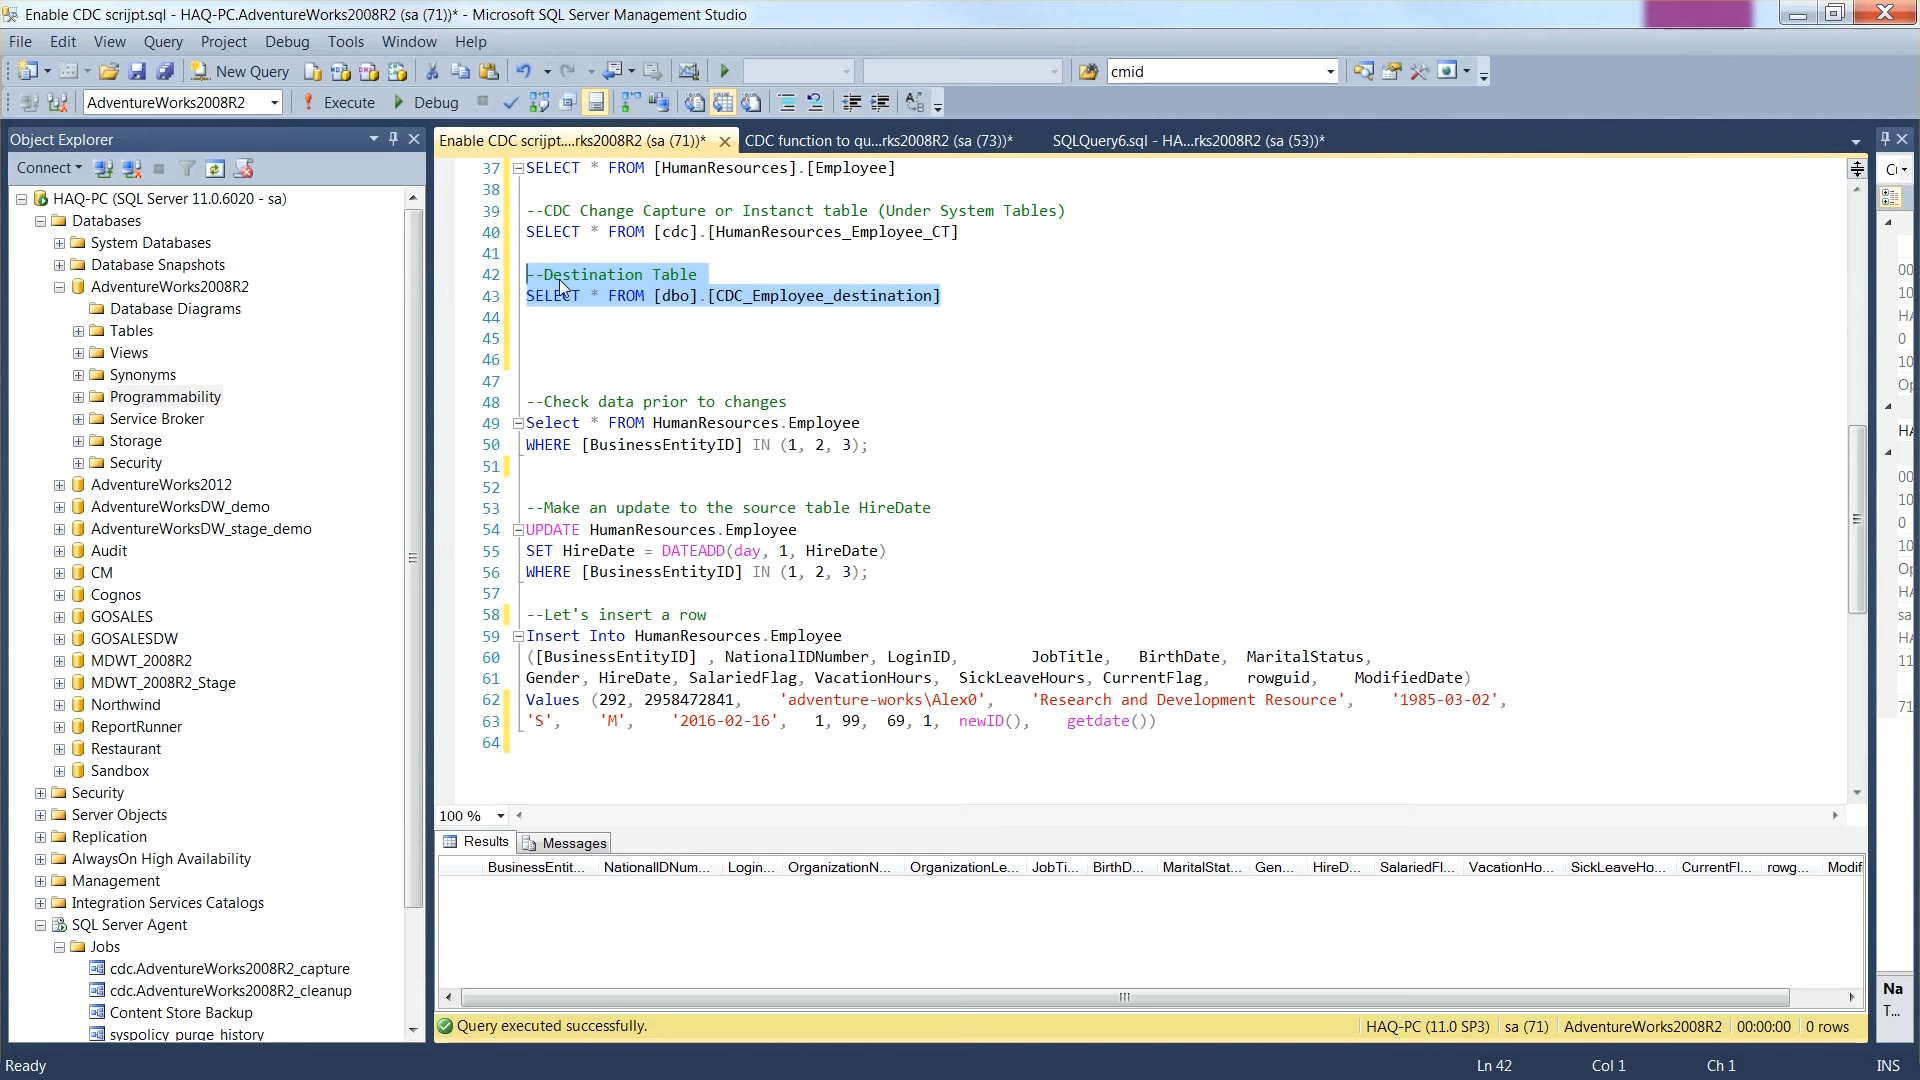 Enable CDC scrijpt.sql - HAQ-PC.AdventureWorks2008R2 (sa (71))* - Microsoft SQL Server Management Studio
File Edit View Query Project Debug Tools Window Help
New Query cmid
AdventureWorks2008R2 Execute Debug
Object Explorer
Connect
HAQ-PC (SQL Server 11.0.6020 - sa)
Databases
System Databases
Database Snapshots
AdventureWorks2008R2
Database Diagrams
Tables
Views
Synonyms
Programmability
Service Broker
Storage
Security
AdventureWorks2012
AdventureWorksDW_demo
AdventureWorksDW_stage_demo
Audit
CM
Cognos
GOSALES
GOSALESDW
MDWT_2008R2
MDWT_2008R2_Stage
Northwind
ReportRunner
Restaurant
Sandbox
Security
Server Objects
Replication
AlwaysOn High Availability
Management
Integration Services Catalogs
SQL Server Agent
Jobs
cdc.AdventureWorks2008R2_capture
cdc.AdventureWorks2008R2_cleanup
Content Store Backup
syspolicy_purge_history
Enable CDC scrijpt....rks2008R2 (sa (71))* CDC function to qu...rks2008R2 (sa (73))* SQLQuery6.sql - HA...rks2008R2 (sa (53))*
37 SELECT * FROM [HumanResources].[Employee]
38
39 --CDC Change Capture or Instanct table (Under System Tables)
40 SELECT * FROM [cdc].[HumanResources_Employee_CT]
41
42 --Destination Table
43 SELECT * FROM [dbo].[CDC_Employee_destination]
44
45
46
47
48 --Check data prior to changes
49 Select * FROM HumanResources.Employee
50 WHERE [BusinessEntityID] IN (1, 2, 3);
51
52
53 --Make an update to the source table HireDate
54 UPDATE HumanResources.Employee
55 SET HireDate = DATEADD(day, 1, HireDate)
56 WHERE [BusinessEntityID] IN (1, 2, 3);
57
58 --Let's insert a row
59 Insert Into HumanResources.Employee
60 ([BusinessEntityID] , NationalIDNumber, LoginID, JobTitle, BirthDate, MaritalStatus,
61 Gender, HireDate, SalariedFlag, VacationHours, SickLeaveHours, CurrentFlag, rowguid, ModifiedDate)
62 Values (292, 2958472841, 'adventure-works\Alex0', 'Research and Development Resource', '1985-03-02',
63 'S', 'M', '2016-02-16', 1, 99, 69, 1, newID(), getdate())
64
100 %
Results Messages
BusinessEntit... NationalIDNum... Login... OrganizationN... OrganizationLe... JobTi... BirthD... MaritalStat... Gen... HireD... SalariedFl... VacationHo... SickLeaveHo... CurrentFl... rowg... Modif
Query executed successfully. HAQ-PC (11.0 SP3) sa (71) AdventureWorks2008R2 00:00:00 0 rows
Na
T...
Ready Ln 42 Col 1 Ch 1 INS